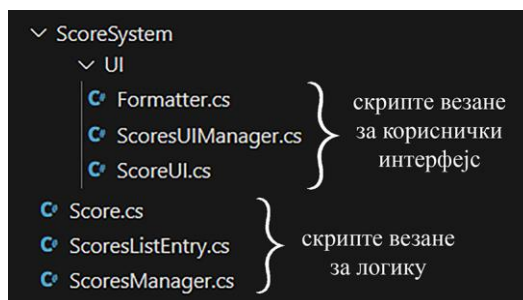 ScoreSystem
UI
C# Formatter.cs
C# ScoresUIManager.cs
C# ScoreUI.cs
скрипте везане
за кориснички
интерфејс
C# Score.cs
C# ScoresListEntry.cs
C# ScoresManager.cs
скрипте везане
за логику